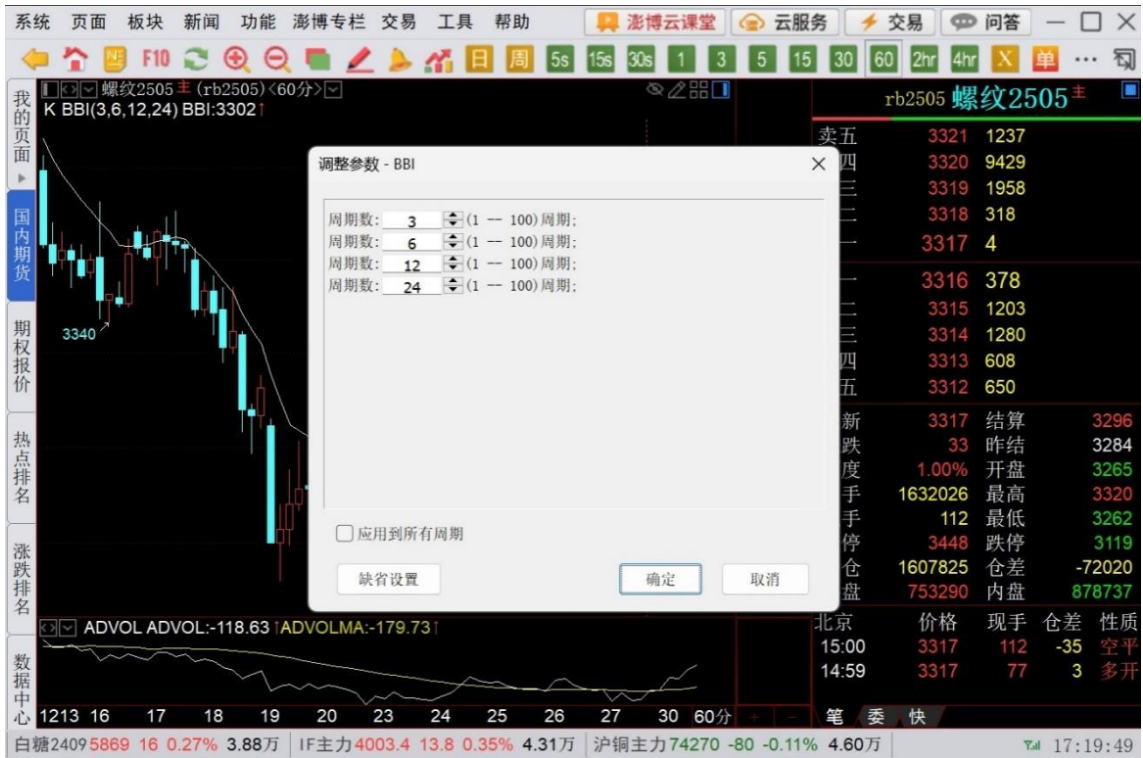 系统 页面 板块 新闻 功能 澎博专栏 交易 工具 帮助 澎博云课堂 云服务 交易 问答
F10 日 周 5s 15s 30s 1 3 5 15 30 60 2hr 4hr X 单 ...
我的页面
国内期货
期权报价
热点排名
涨跌排名
数据中心
螺纹2505主 (rb2505)<60分>
K BBI(3,6,12,24) BBI:3302↑
3340
调整参数 - BBI
周期数: 3 (1 -- 100)周期;
周期数: 6 (1 -- 100)周期;
周期数: 12 (1 -- 100)周期;
周期数: 24 (1 -- 100)周期;
应用到所有周期
缺省设置 确定 取消
ADVOL ADVOL:-118.63↑ADVOLMA:-179.73↑
1213 16 17 18 19 20 23 24 25 26 27 30 60分 + -
rb2505 螺纹2505主
卖五 3321 1237
四 3320 9429
三 3319 1958
二 3318 318
一 3317 4
一 3316 378
二 3315 1203
三 3314 1280
四 3313 608
五 3312 650
新 3317 结算 3296
跌 33 昨结 3284
度 1.00% 开盘 3265
手 1632026 最高 3320
手 112 最低 3262
停 3448 跌停 3119
仓 1607825 仓差 -72020
盘 753290 内盘 878737
北京 价格 现手 仓差 性质
15:00 3317 112 -35 空平
14:59 3317 77 3 多开
笔 委 快
白糖2409 5869 16 0.27% 3.88万 IF主力 4003.4 13.8 0.35% 4.31万 沪铜主力 74270 -80 -0.11% 4.60万 17:19:49